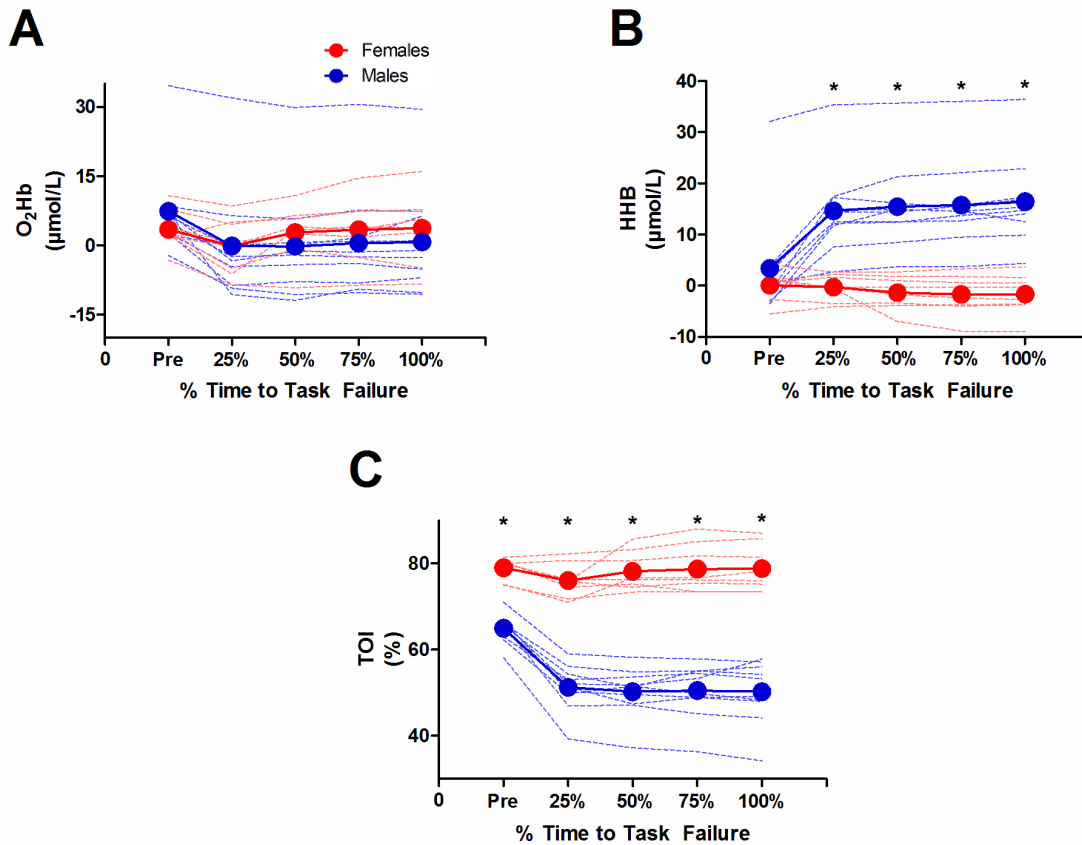 A
Females
Males
O₂Hb
(µmol/L)
30
15
0
-15
0 Pre 25% 50% 75% 100%
% Time to Task Failure
B
HHB
(µmol/L)
40
30
20
10
0
-10
* * * *
0 Pre 25% 50% 75% 100%
% Time to Task Failure
C
TOI
(%)
80
60
40
* * * * *
0 Pre 25% 50% 75% 100%
% Time to Task Failure